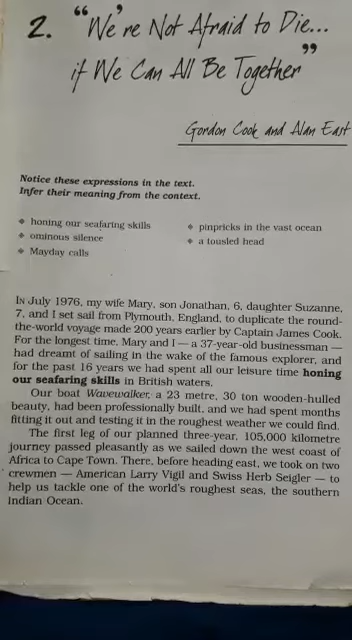 2. "We're Not Afraid to Die...
if We Can All Be Together"
Gordon Cook and Alan East
Notice these expressions in the text.
Infer their meaning from the context.
❖ honing our seafaring skills
❖ ominous silence
❖ Mayday calls
❖ pinpricks in the vast ocean
❖ a tousled head
IN July 1976, my wife Mary, son Jonathan, 6, daughter Suzanne,
7, and I set sail from Plymouth, England, to duplicate the round-
the-world voyage made 200 years earlier by Captain James Cook.
For the longest time, Mary and I — a 37-year-old businessman —
had dreamt of sailing in the wake of the famous explorer, and
for the past 16 years we had spent all our leisure time honing
our seafaring skills in British waters.
Our boat Wavewalker, a 23 metre, 30 ton wooden-hulled
beauty, had been professionally built, and we had spent months
fitting it out and testing it in the roughest weather we could find.
The first leg of our planned three-year, 105,000 kilometre
journey passed pleasantly as we sailed down the west coast of
Africa to Cape Town. There, before heading east, we took on two
crewmen — American Larry Vigil and Swiss Herb Seigler — to
help us tackle one of the world's roughest seas, the southern
Indian Ocean.